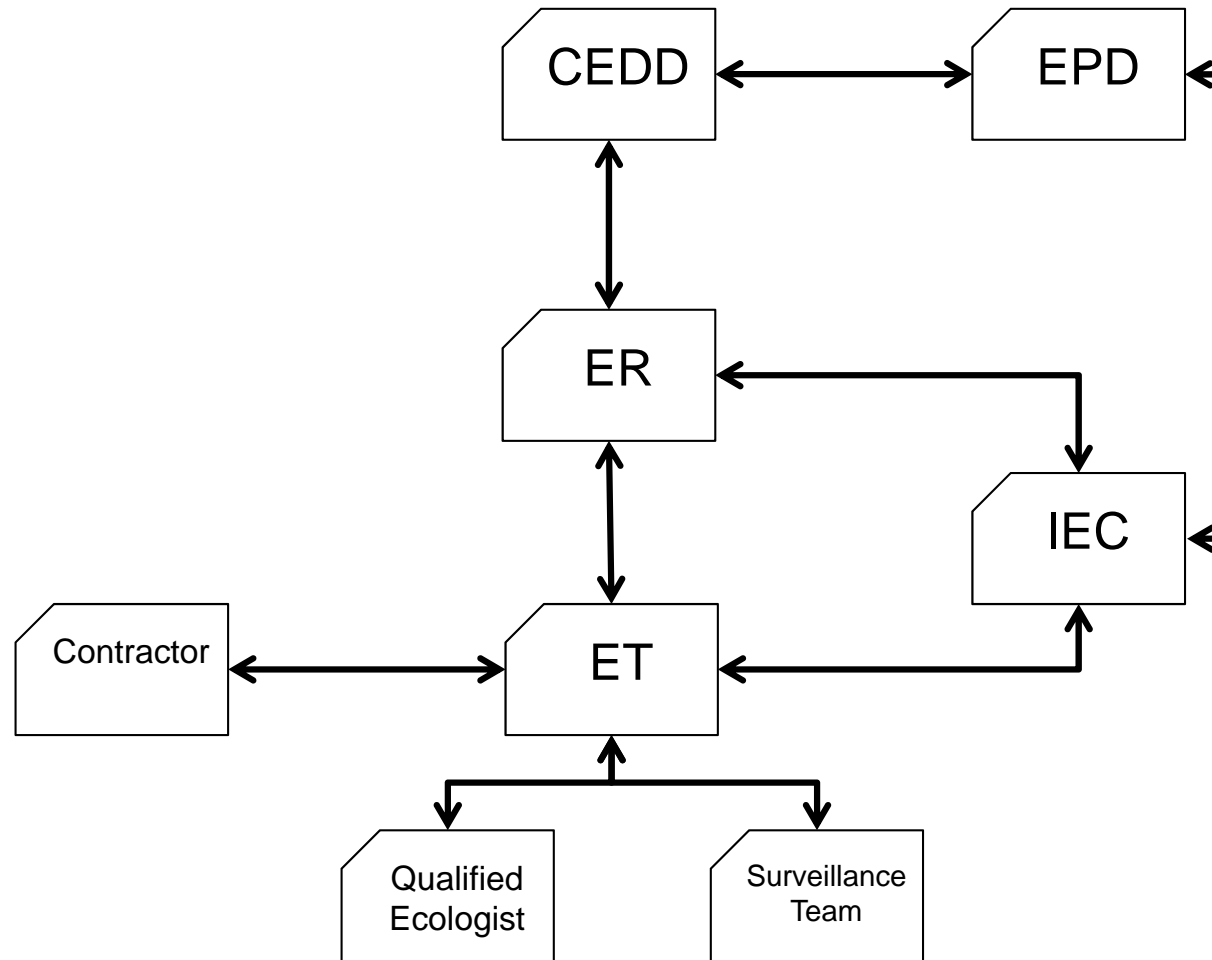 CEDD
EPD
ER
IEC
Contractor
ET
Qualified
Ecologist
Surveillance
Team